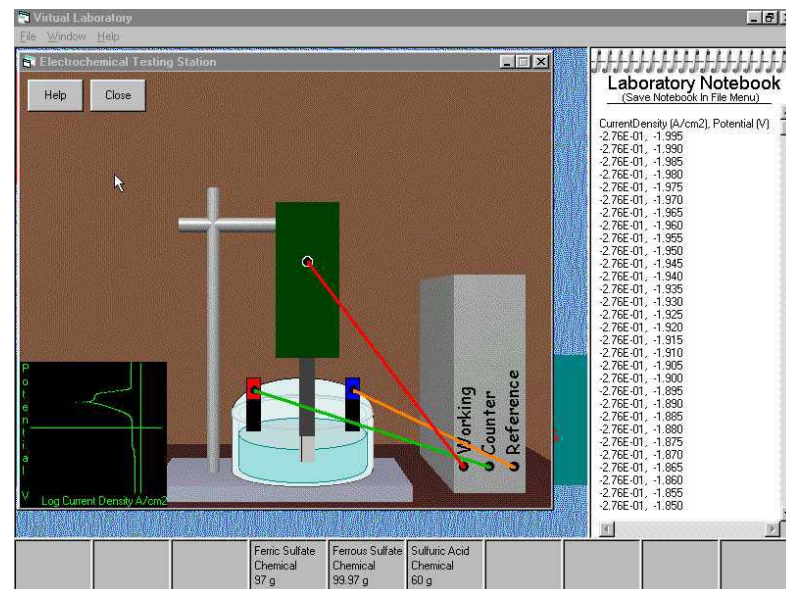 Virtual Laboratory
File Window Help
Electrochemical Testing Station
Help
Close
Potential V
Log Current Density A/cm2
Working
Counter
Reference
Laboratory Notebook
(Save Notebook In File Menu)
CurrentDensity (A/cm2), Potential (V)
-2.76E-01, -1.995
-2.76E-01, -1.990
-2.76E-01, -1.985
-2.76E-01, -1.980
-2.76E-01, -1.975
-2.76E-01, -1.970
-2.76E-01, -1.965
-2.76E-01, -1.960
-2.76E-01, -1.955
-2.76E-01, -1.950
-2.76E-01, -1.945
-2.76E-01, -1.940
-2.76E-01, -1.935
-2.76E-01, -1.930
-2.76E-01, -1.925
-2.76E-01, -1.920
-2.76E-01, -1.915
-2.76E-01, -1.910
-2.76E-01, -1.905
-2.76E-01, -1.900
-2.76E-01, -1.895
-2.76E-01, -1.890
-2.76E-01, -1.885
-2.76E-01, -1.880
-2.76E-01, -1.875
-2.76E-01, -1.870
-2.76E-01, -1.865
-2.76E-01, -1.860
-2.76E-01, -1.855
-2.76E-01, -1.850
Ferric Sulfate
Chemical
97 g
Ferrous Sulfate
Chemical
99.97 g
Sulfuric Acid
Chemical
60 g